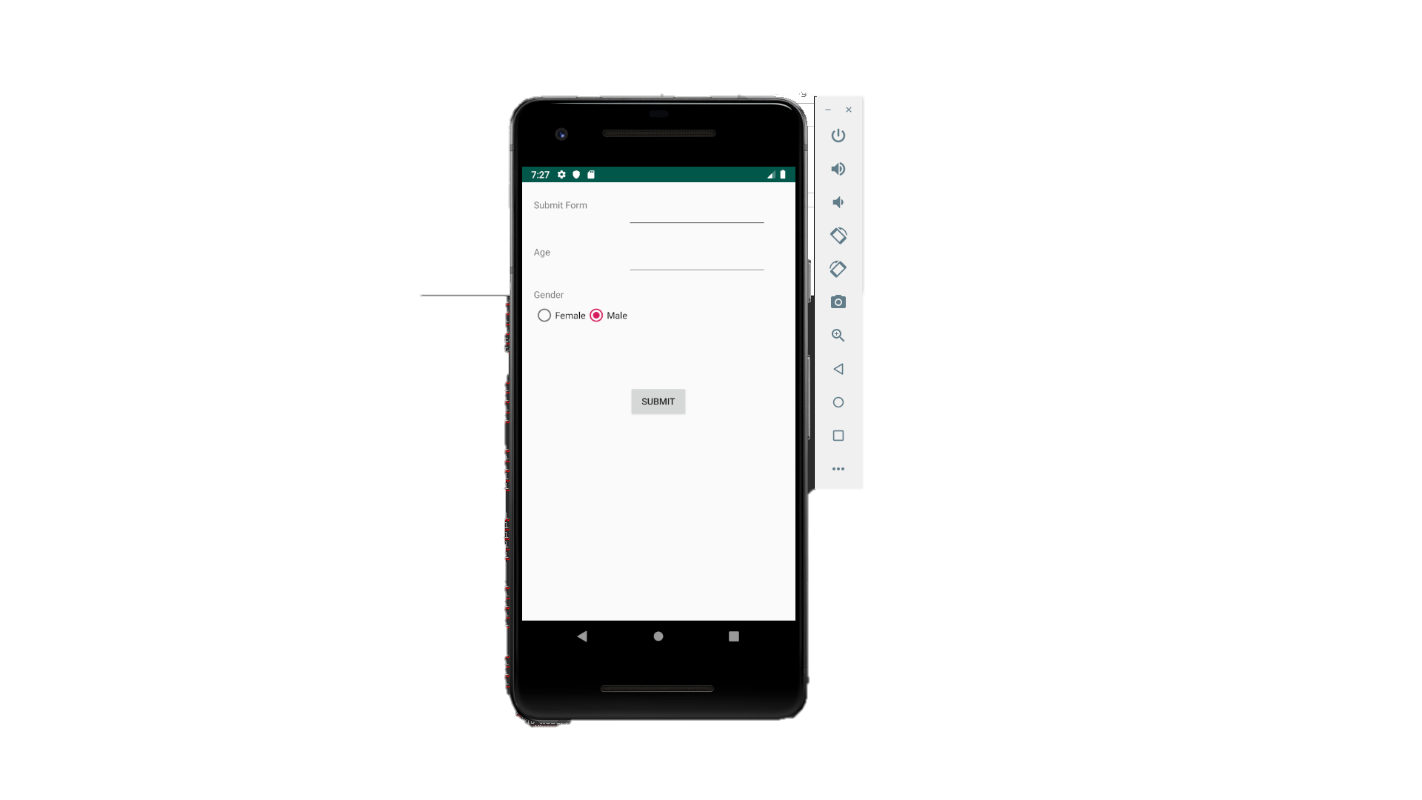 7:27
Submit Form
Age
Gender
Female Male
SUBMIT